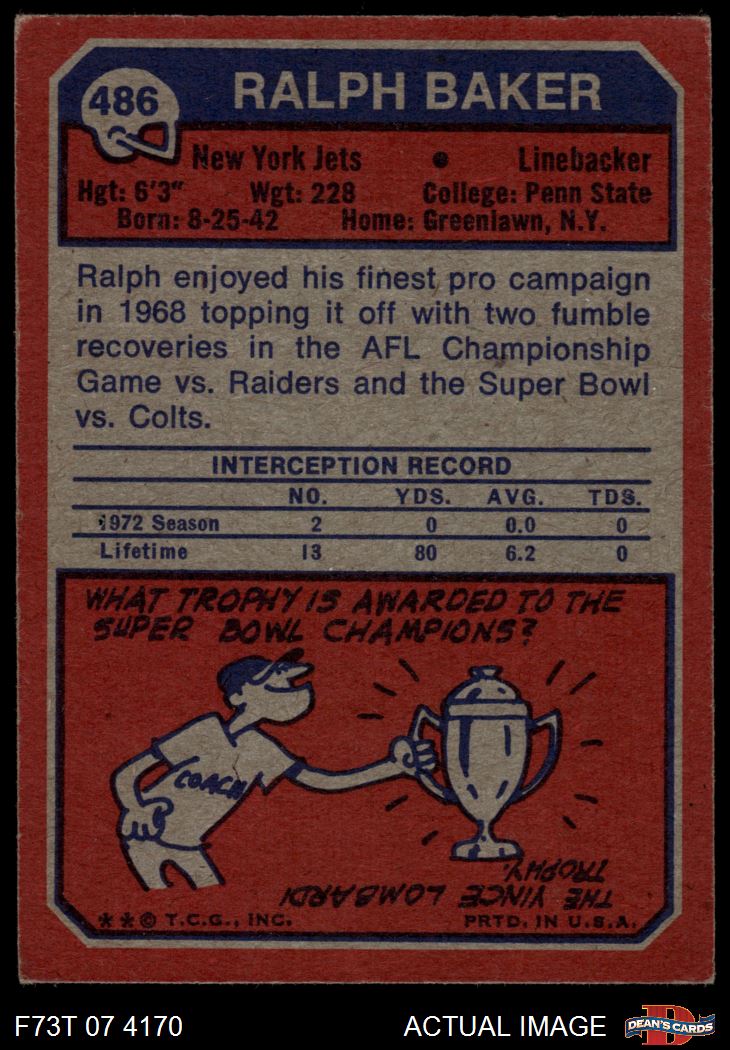 486
RALPH BAKER
New York Jets • Linebacker
Hgt: 6'3" Wgt: 228 College: Penn State
Born: 8-25-42 Home: Greenlawn, N.Y.
Ralph enjoyed his finest pro campaign
in 1968 topping it off with two fumble
recoveries in the AFL Championship
Game vs. Raiders and the Super Bowl
vs. Colts.
INTERCEPTION RECORD
NO. YDS. AVG. TDS.
1972 Season 2 0 0.0 0
Lifetime 13 80 6.2 0
WHAT TROPHY IS AWARDED TO THE
SUPER BOWL CHAMPIONS?
COACH
THE VINCE LOMBARDI
TROPHY.
**© T.C.G., INC. PRTD. IN U.S.A.
F73T 07 4170 ACTUAL IMAGE
D
DEAN'S CARDS